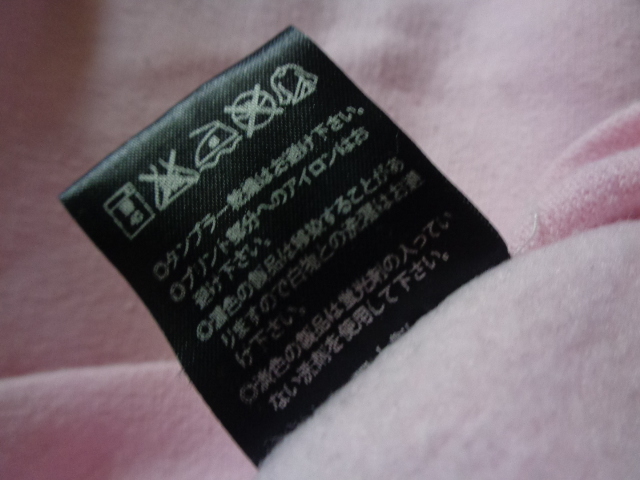 ◎タンブラー乾燥はお避け下さい。
◎プリント部分へのアイロンはお
避け下さい。
◎濃色の製品は移染することがあ
りますので白物との洗濯はお避
け下さい。
◎淡色の製品は蛍光剤の入ってい
ない洗剤を使用して下さい。